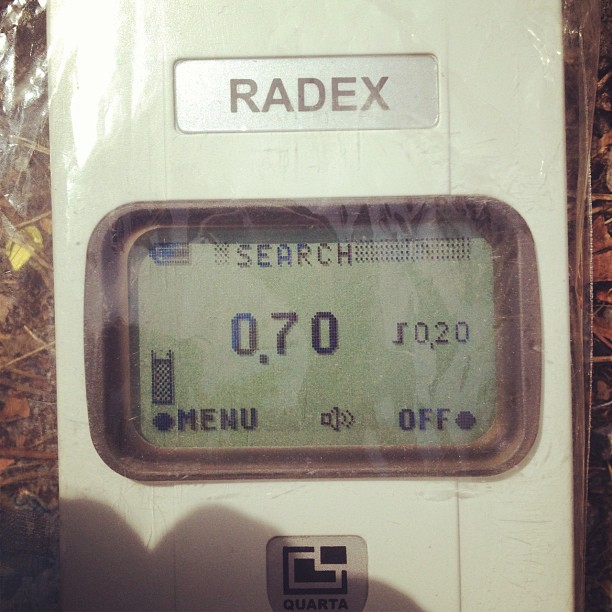 RADEX
SEARCH
0.70 0.20
MENU OFF
QUARTA